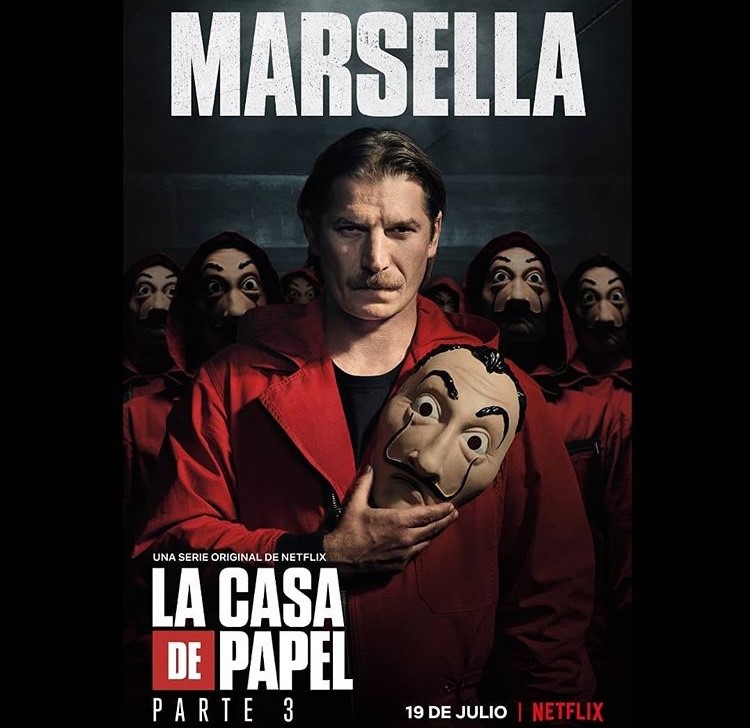 MARSELLA
UNA SERIE ORIGINAL DE NETFLIX
LA CASA
DE PAPEL
PARTE 3
19 DE JULIO | NETFLIX